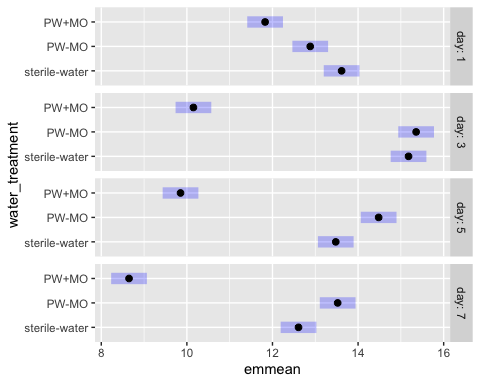 PW+MO
PW-MO
sterile-water
day: 1
PW+MO
PW-MO
sterile-water
day: 3
water_treatment
PW+MO
PW-MO
sterile-water
day: 5
PW+MO
PW-MO
sterile-water
day: 7
8 10 12 14 16
emmean